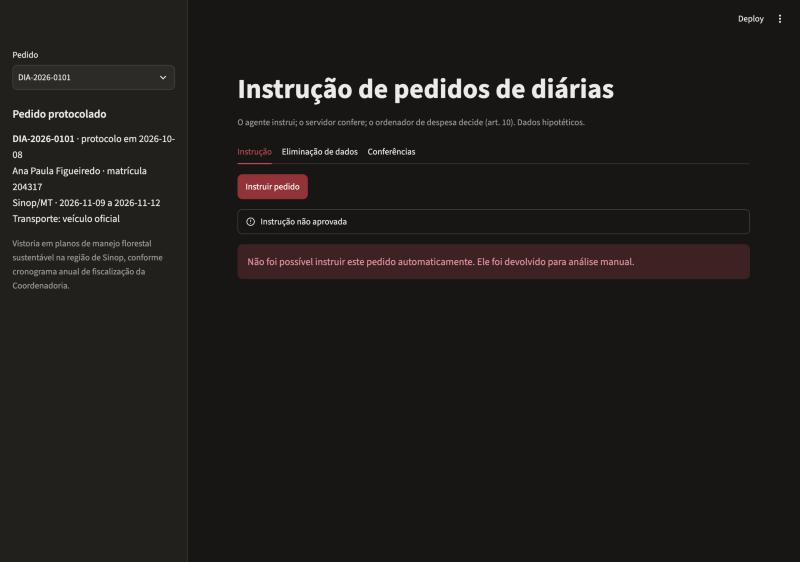 Deploy
Pedido
DIA-2026-0101
Pedido protocolado
DIA-2026-0101 · protocolo em 2026-10-
08
Ana Paula Figueiredo · matrícula
204317
Sinop/MT · 2026-11-09 a 2026-11-12
Transporte: veículo oficial
Vistoria em planos de manejo florestal
sustentável na região de Sinop, conforme
cronograma anual de fiscalização da
Coordenadoria.
Instrução de pedidos de diárias
O agente instrui; o servidor confere; o ordenador de despesa decide (art. 10). Dados hipotéticos.
Instrução Eliminação de dados Conferências
Instruir pedido
Instrução não aprovada
Não foi possível instruir este pedido automaticamente. Ele foi devolvido para análise manual.